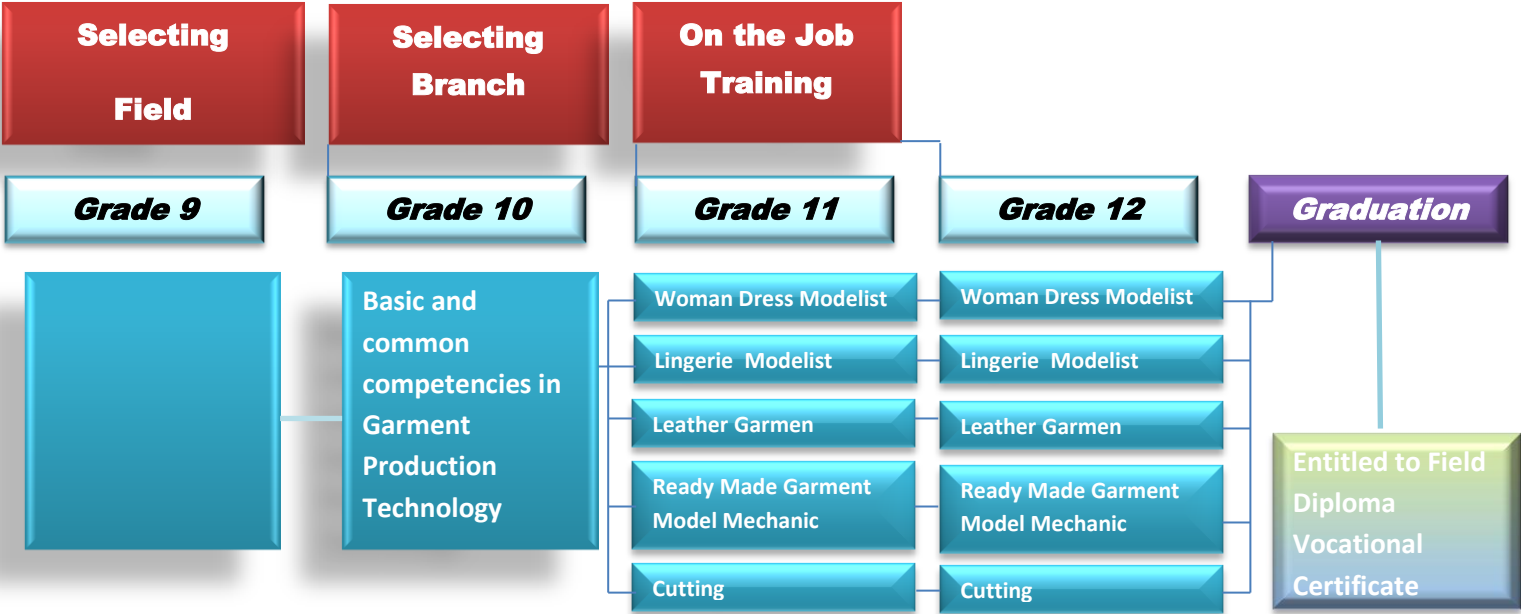 Selecting
Field
Selecting
Branch
On the Job
Training
Grade 9
Grade 10
Grade 11
Grade 12
Graduation
Basic and
common
competencies in
Garment
Production
Technology
Woman Dress Modelist
Lingerie Modelist
Leather Garmen
Ready Made Garment
Model Mechanic
Cutting
Woman Dress Modelist
Lingerie Modelist
Leather Garmen
Ready Made Garment
Model Mechanic
Cutting
Entitled to Field
Diploma
Vocational
Certificate